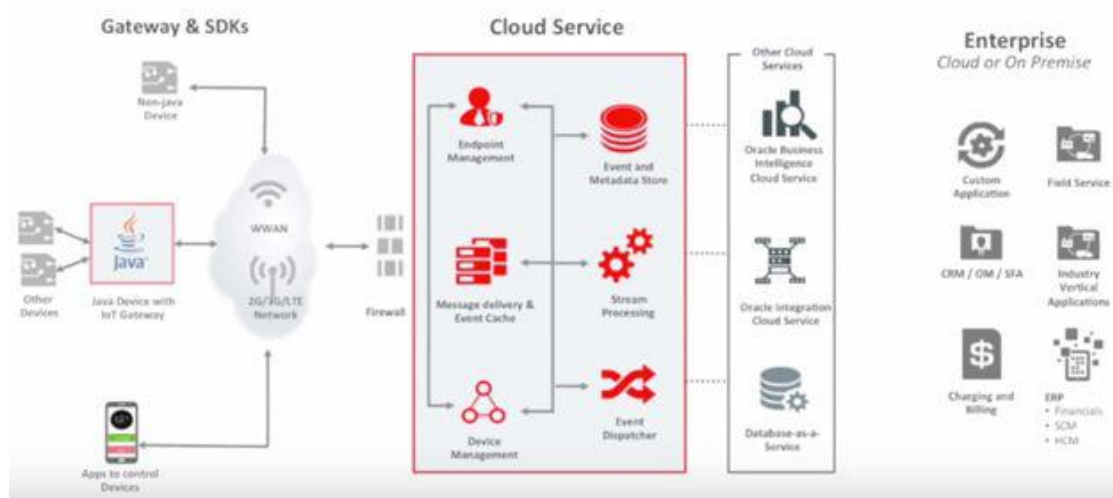 Gateway & SDKs
Non-java
Device
WWAN
2G/3G/LTE
Network
Other
Devices
Java
Java Device with
IoT Gateway
Firewall
Apps to control
Devices
Cloud Service
Endpoint
Management
Event and
Metadata Store
Message delivery &
Event Cache
Stream
Processing
Device
Management
Event
Dispatcher
Other Cloud
Services
Oracle Business
Intelligence
Cloud Service
Oracle Integration
Cloud Service
Database-as-a-
Service
Enterprise
Cloud or On Premise
Custom
Application
Field Service
CRM / OM / SFA
Industry
Vertical
Applications
$
Charging and
Billing
ERP
• Financials
• SCM
• HCM